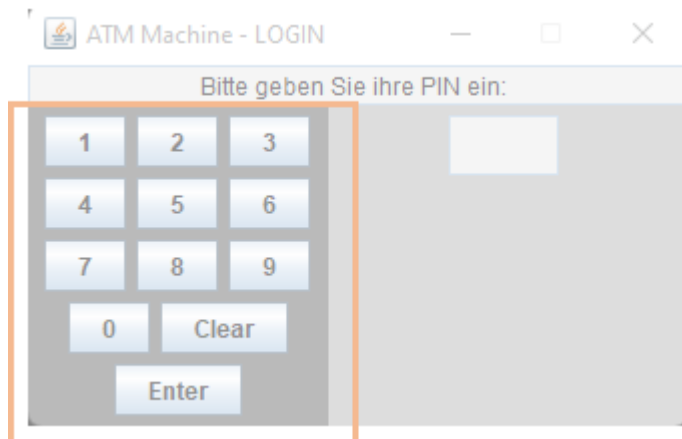 ATM Machine - LOGIN
Bitte geben Sie ihre PIN ein:
1 2 3
4 5 6
7 8 9
0 Clear
Enter